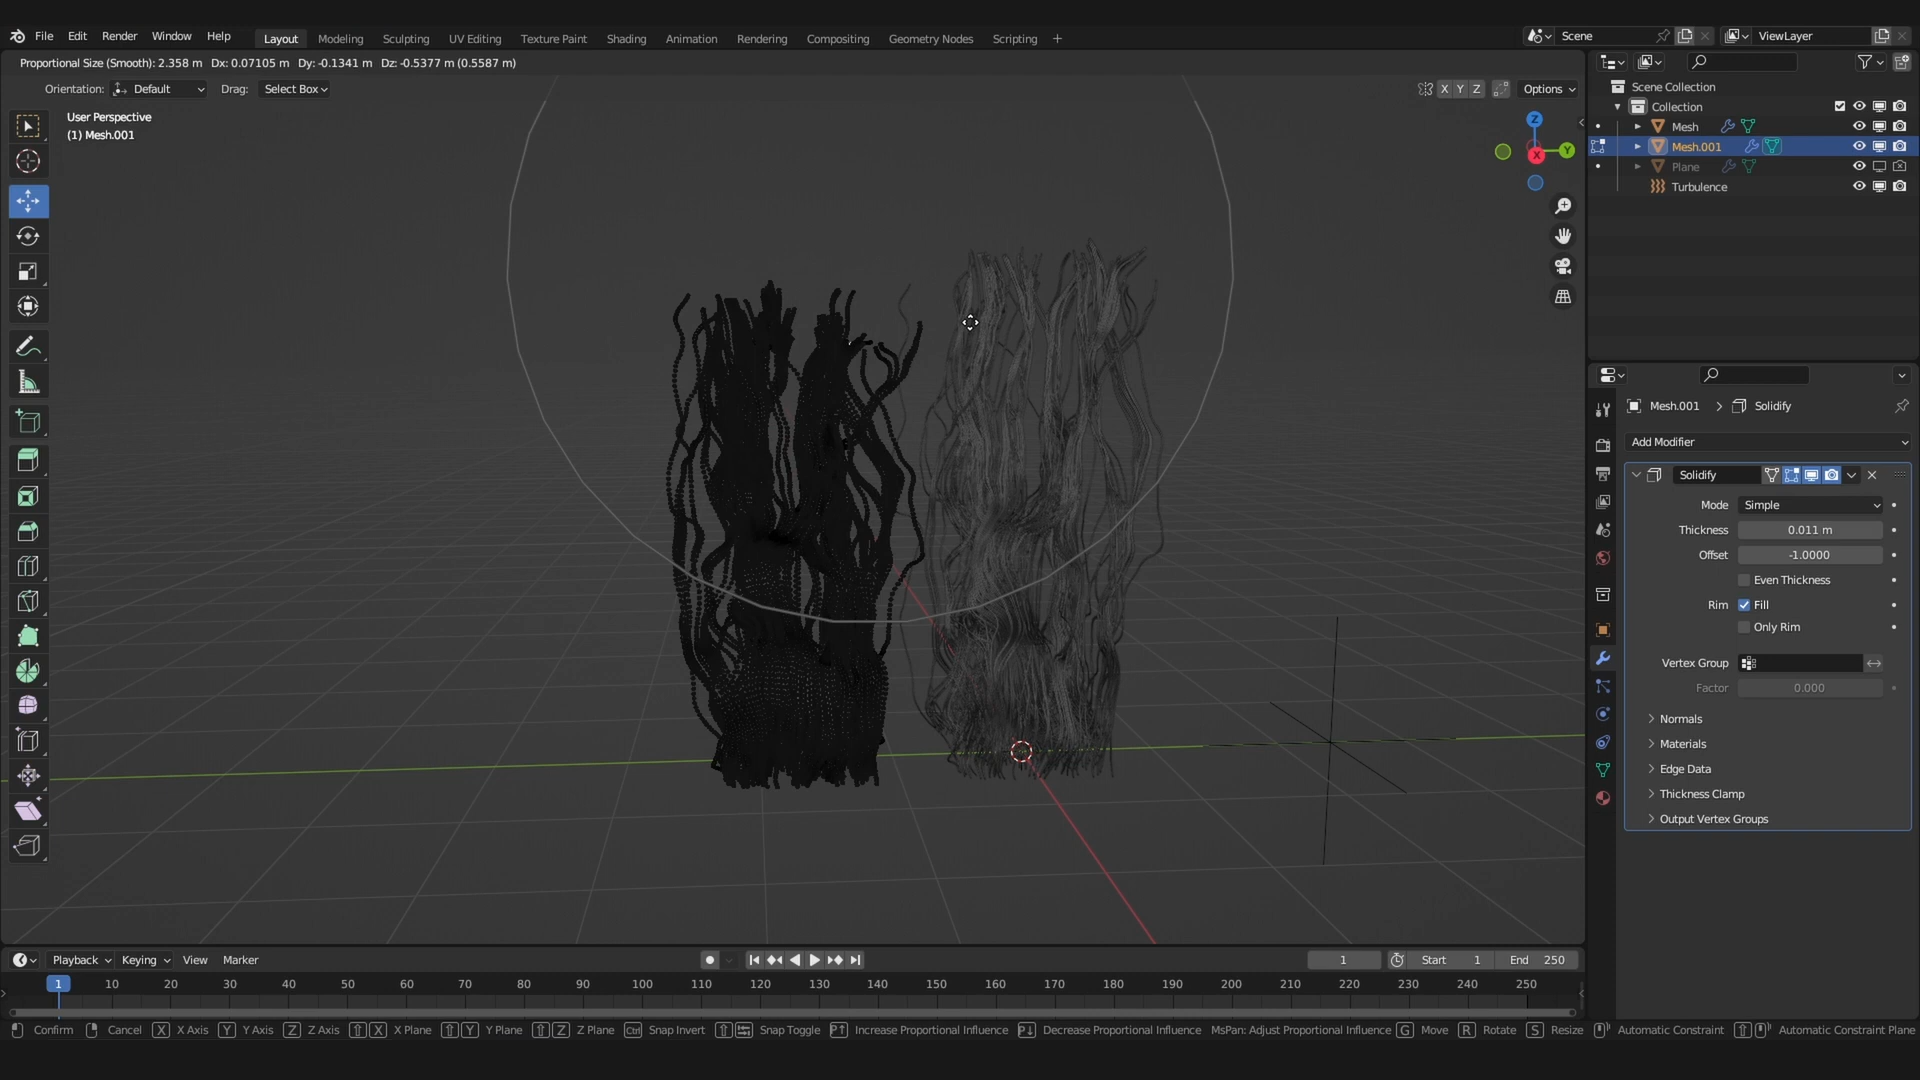 File Edit Render Window Help Layout Modeling Sculpting UV Editing Texture Paint Shading Animation Rendering Compositing Geometry Nodes Scripting + Scene ViewLayer
Proportional Size (Smooth): 2.358 m Dx: 0.07105 m Dy: -0.1341 m Dz: -0.5377 m (0.5587 m)
Orientation: Default Drag: Select Box X Y Z Options
User Perspective
(1) Mesh.001
Z
Y
X
Scene Collection
Collection
Mesh
Mesh.001
Plane
Turbulence
Mesh.001 > Solidify
Add Modifier
Solidify
Mode Simple
Thickness 0.011 m
Offset -1.0000
Even Thickness
Rim Fill
Only Rim
Vertex Group
Factor 0.000
Normals
Materials
Edge Data
Thickness Clamp
Output Vertex Groups
Playback Keying View Marker 1 Start 1 End 250
1 10 20 30 40 50 60 70 80 90 100 110 120 130 140 150 160 170 180 190 200 210 220 230 240 250
Confirm Cancel X X Axis Y Y Axis Z Z Axis X X Plane Y Y Plane Z Z Plane Ctrl Snap Invert Snap Toggle P↑ Increase Proportional Influence P↓ Decrease Proportional Influence MsPan: Adjust Proportional Influence G Move R Rotate S Resize Automatic Constraint Automatic Constraint Plane